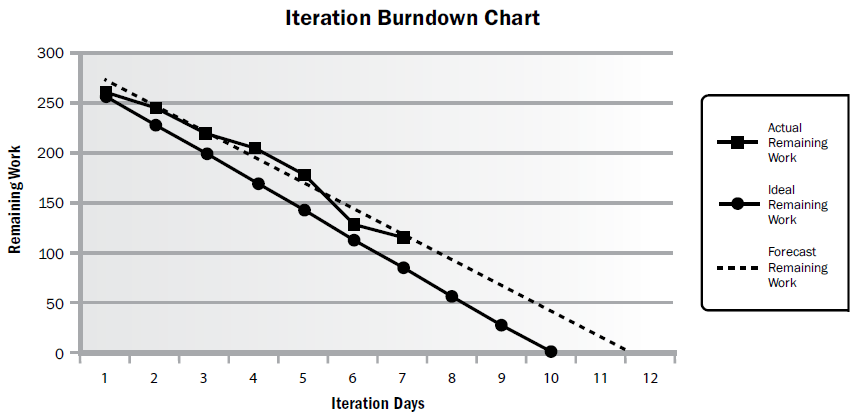 Iteration Burndown Chart
300
250
200
150
100
50
0
Remaining Work
1 2 3 4 5 6 7 8 9 10 11 12
Iteration Days
Actual
Remaining
Work
Ideal
Remaining
Work
Forecast
Remaining
Work